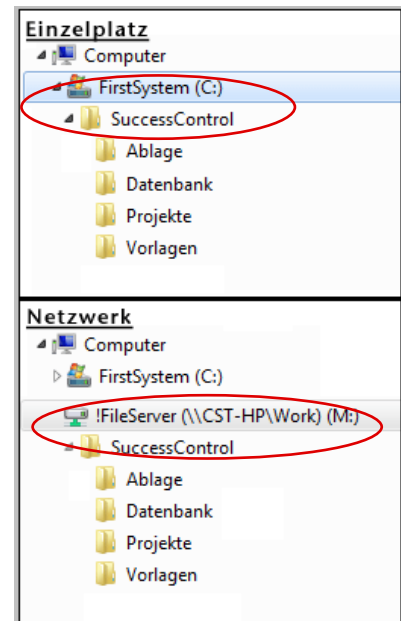 Einzelplatz
Computer
FirstSystem (C:)
SuccessControl
Ablage
Datenbank
Projekte
Vorlagen
Netzwerk
Computer
FirstSystem (C:)
!FileServer (\\CST-HP\Work) (M:)
SuccessControl
Ablage
Datenbank
Projekte
Vorlagen